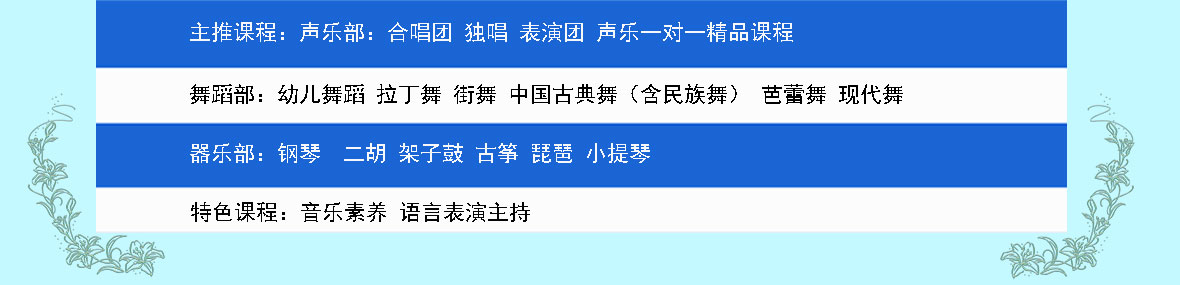 主推课程：声乐部：合唱团 独唱 表演团 声乐一对一精品课程
舞蹈部：幼儿舞蹈 拉丁舞 街舞 中国古典舞（含民族舞） 芭蕾舞 现代舞
器乐部：钢琴  二胡 架子鼓 古筝 琵琶 小提琴
特色课程：音乐素养 语言表演主持